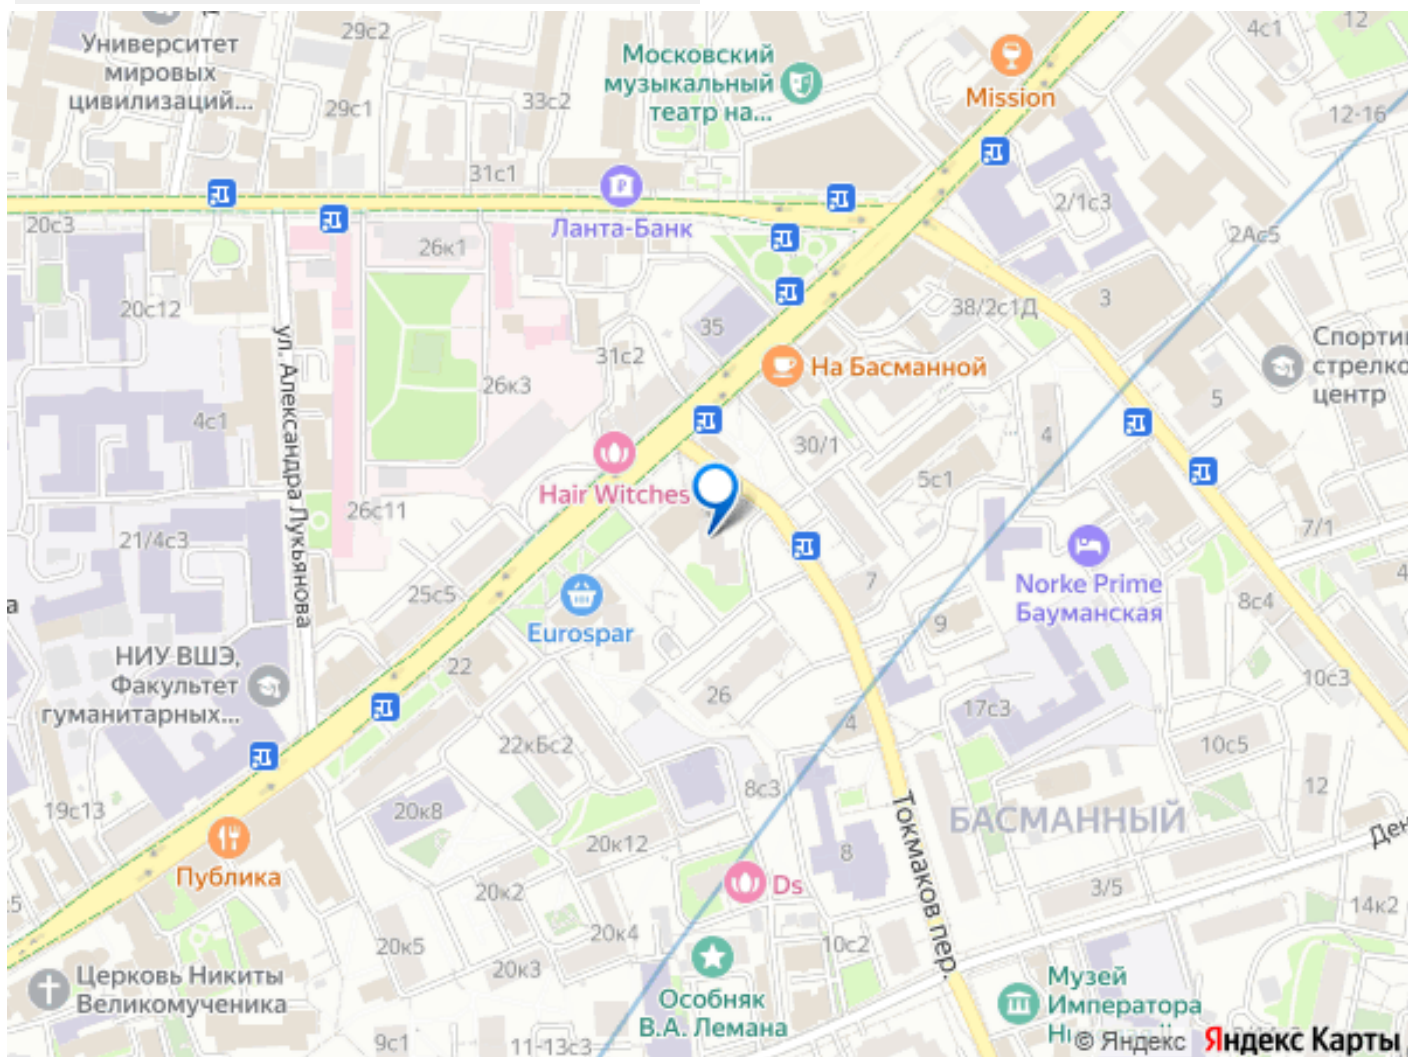 Университет
мировых
цивилизаций...
29с2
29с1
33с2
31с1
Московский
музыкальный
театр на...
Mission
4с1
12
12-16
2/1с3
2Ас5
20с3
26к1
Ланта-Банк
20с12
ул. Александра Лукьянова
35
31с2
26к3
38/2с1Д
3
На Басманной
Спорти
стрелко
центр
4с1
5
4
30/1
5с1
Hair Witches
26с11
21/4с3
7/1
25с5
Eurospar
7
9
Norke Prime
Бауманская
8с4
4
а
НИУ ВШЭ,
Факультет
гуманитарных...
22
26
4
17с3
10с3
22кБс2
10с5
8с3
12
19с13
20к8
20к12
8
Токмаков пер.
БАСМАННЫЙ
Ден
Публика
20к2
Ds
3/5
14к2
5
20к5
20к4
20к3
10с2
Церковь Никиты
Великомученика
Особняк
В.А. Лемана
Музей
Императора
9с1
11-13с3
© Яндекс
Яндекс Карты